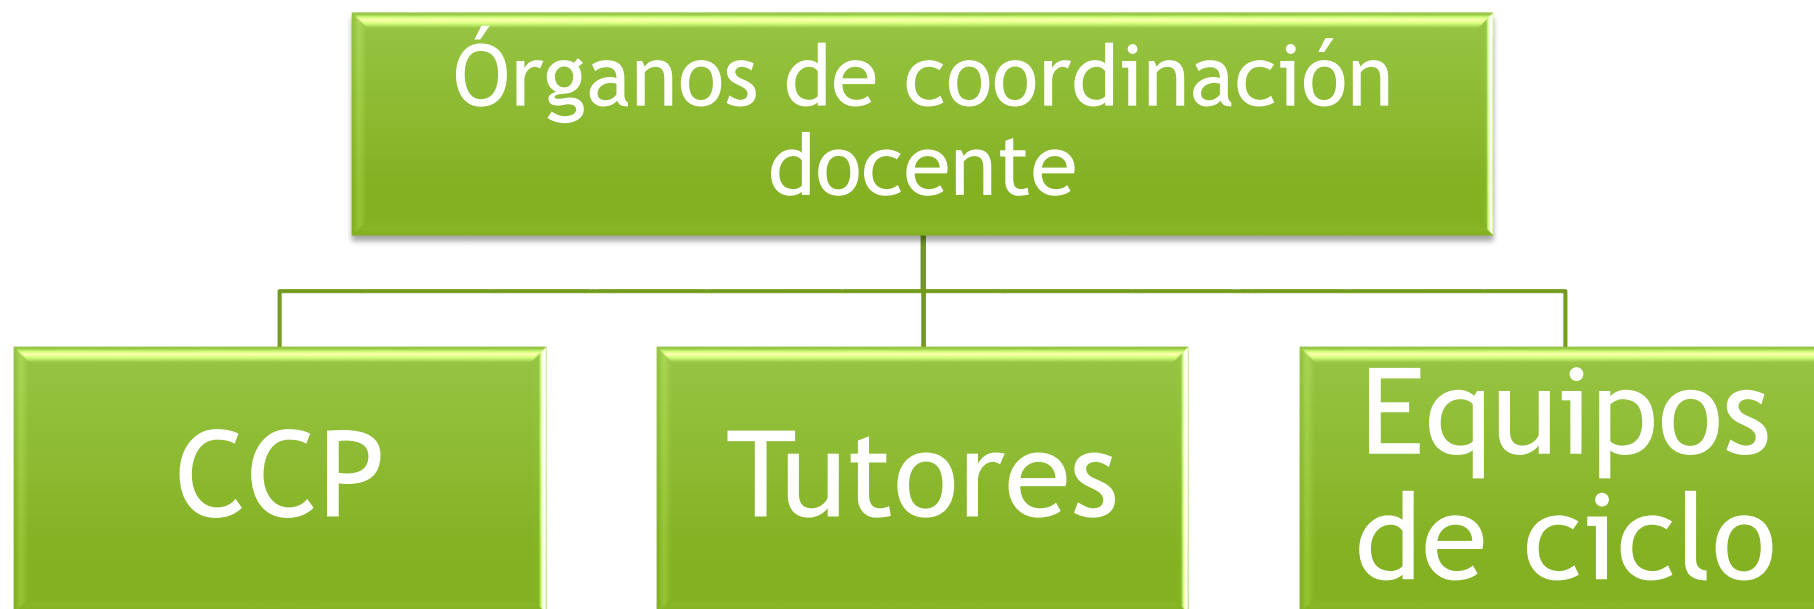 Órganos de coordinación
docente
CCP
Tutores
Equipos
de ciclo